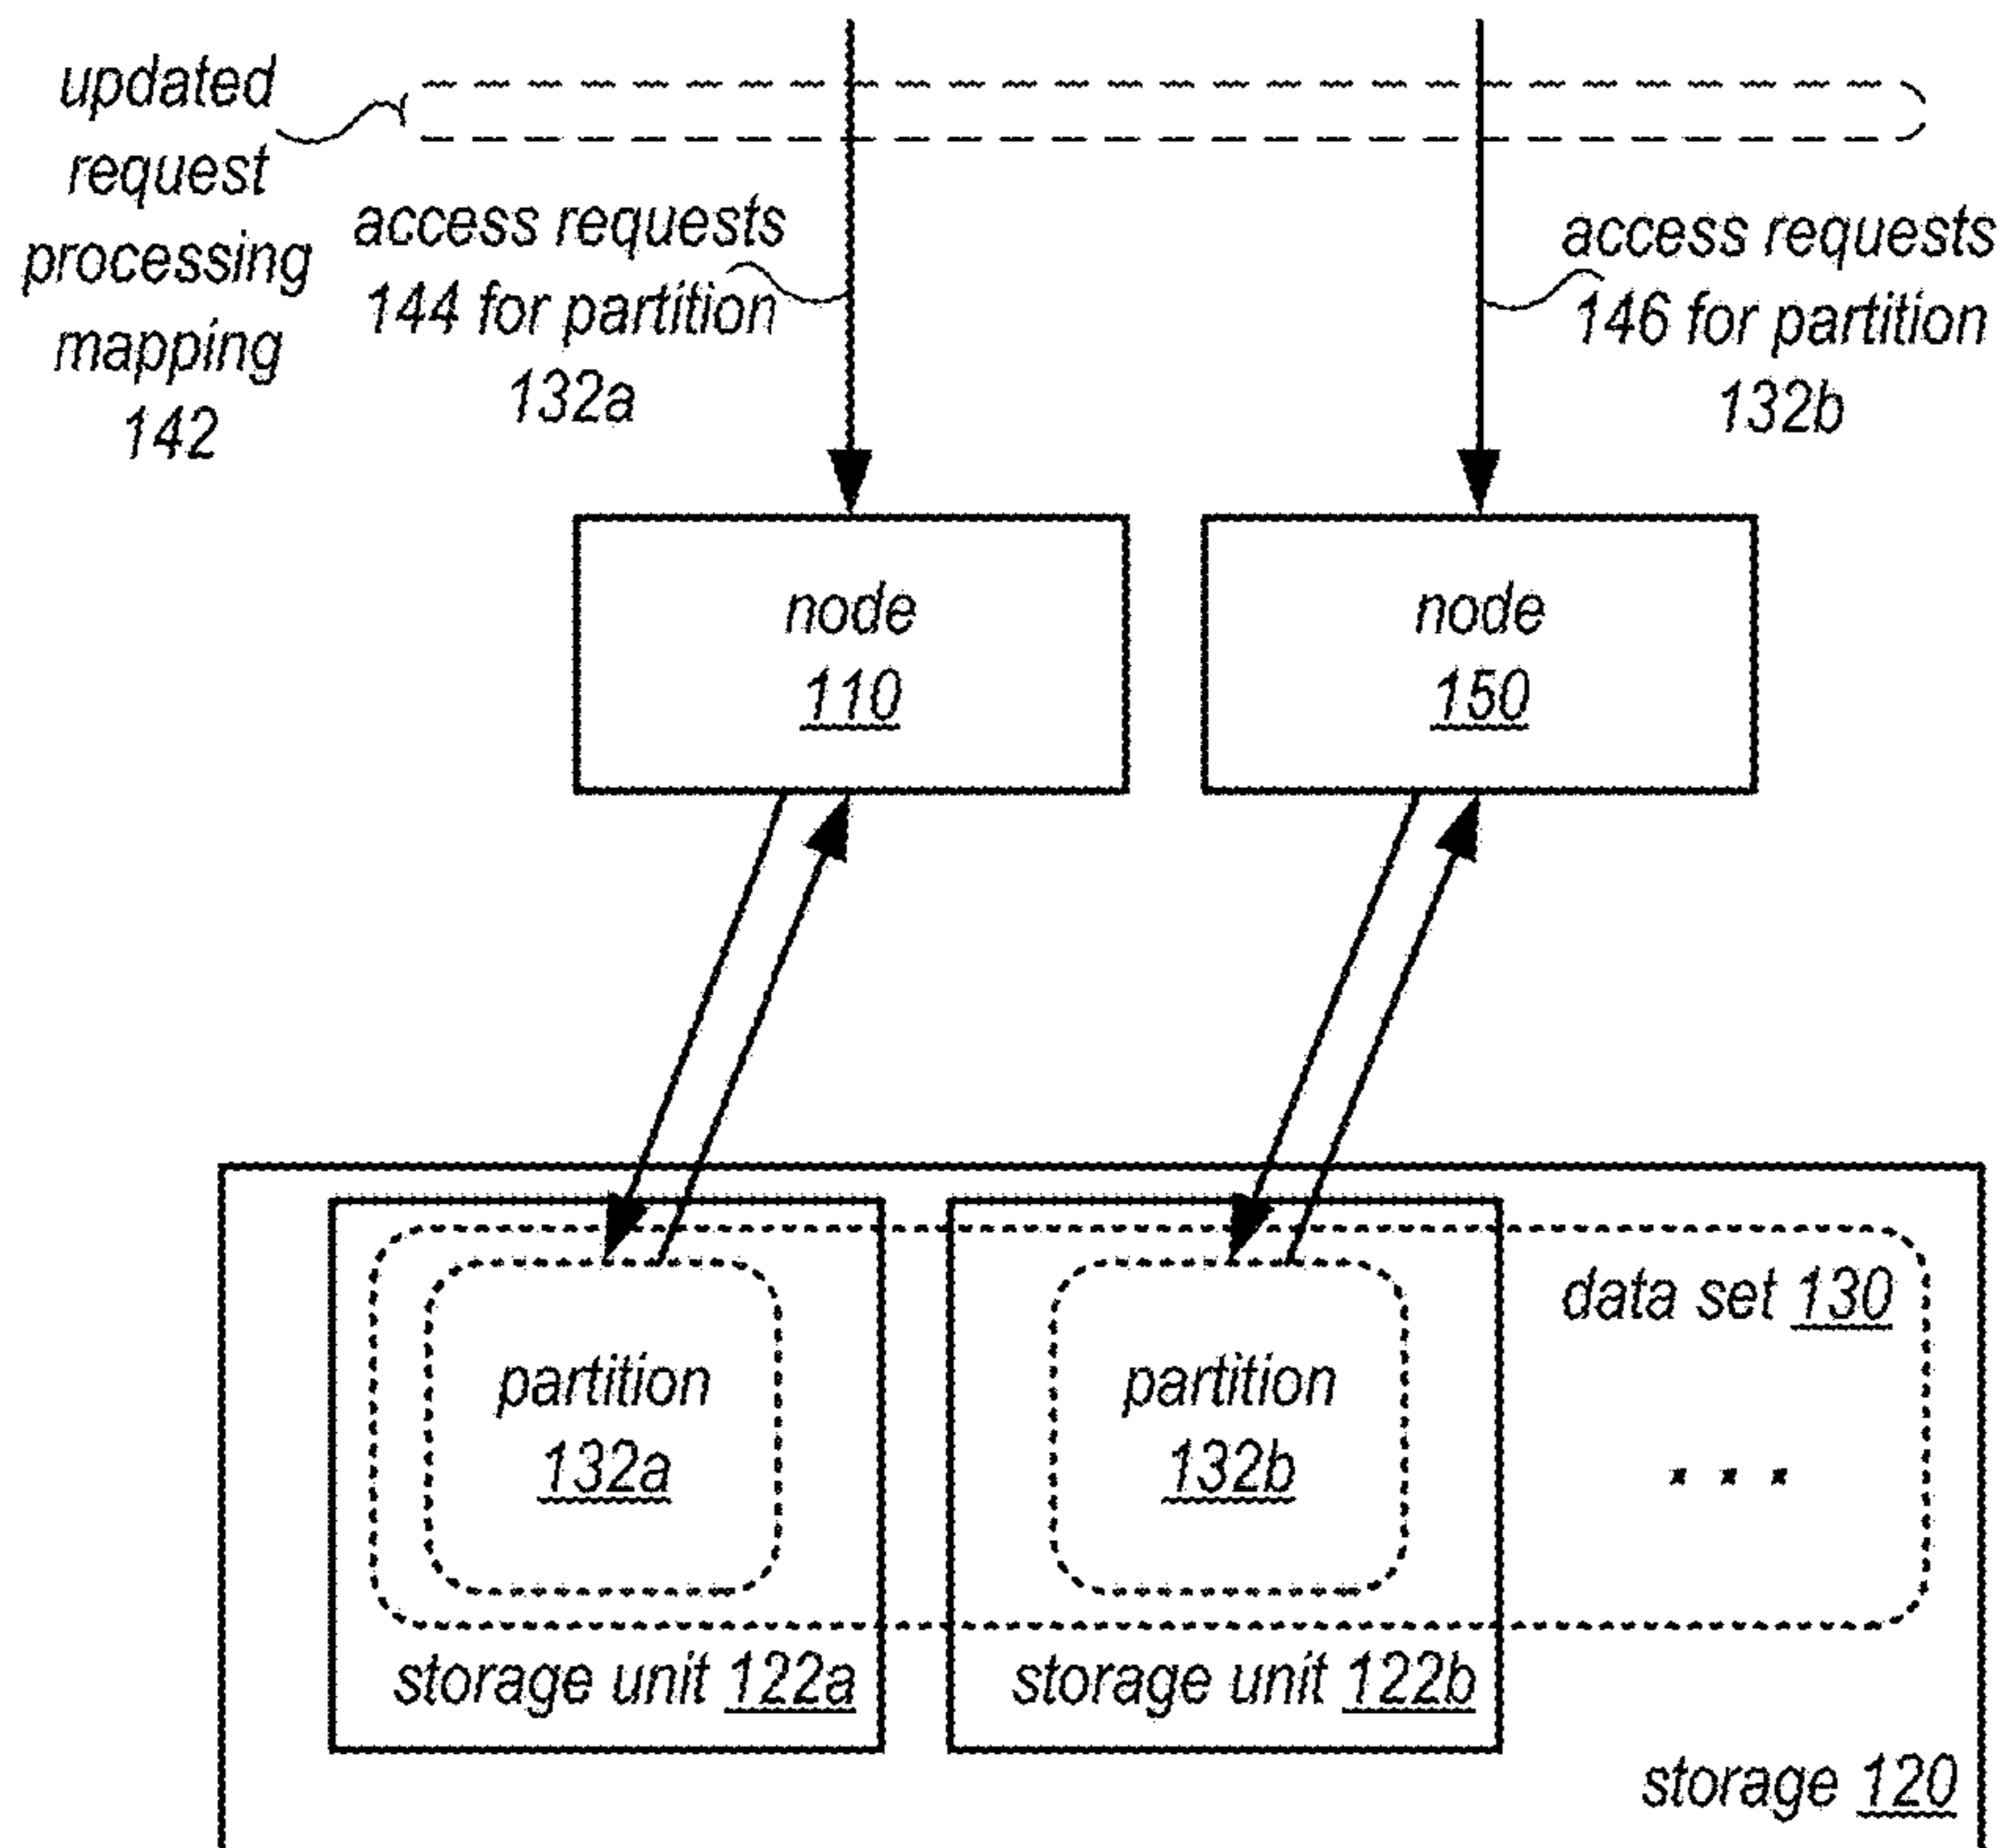 updated
request
processing
mapping
142
access requests
144 for partition
132a
access requests
146 for partition
132b
node
110
node
150
data set 130
partition
132a
partition
132b
. . .
storage unit 122a
storage unit 122b
storage 120